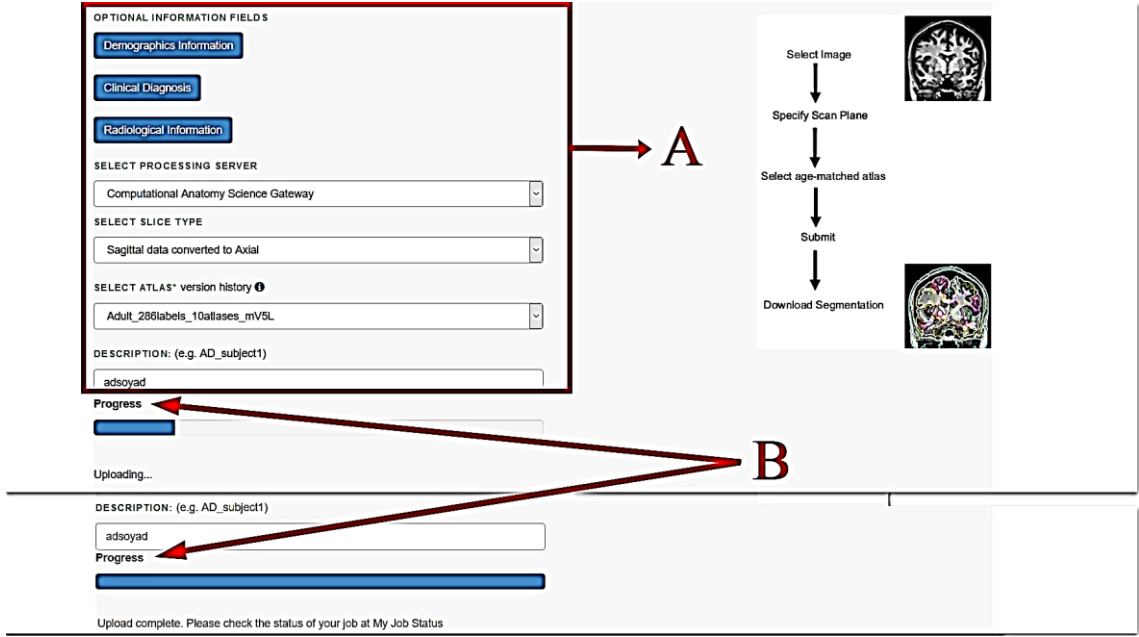 OPTIONAL INFORMATION FIELDS
Demographics Information
Clinical Diagnosis
Radiological Information
SELECT PROCESSING SERVER
Computational Anatomy Science Gateway
SELECT SLICE TYPE
Sagittal data converted to Axial
SELECT ATLAS* version history
Adult_286labels_10atlases_mV5L
DESCRIPTION: (e.g. AD_subject1)
adsoyad
Progress
Uploading...
A
Select Image
Specify Scan Plane
Select age-matched atlas
Submit
Download Segmentation
B
DESCRIPTION: (e.g. AD_subject1)
adsoyad
Progress
Upload complete. Please check the status of your job at My Job Status